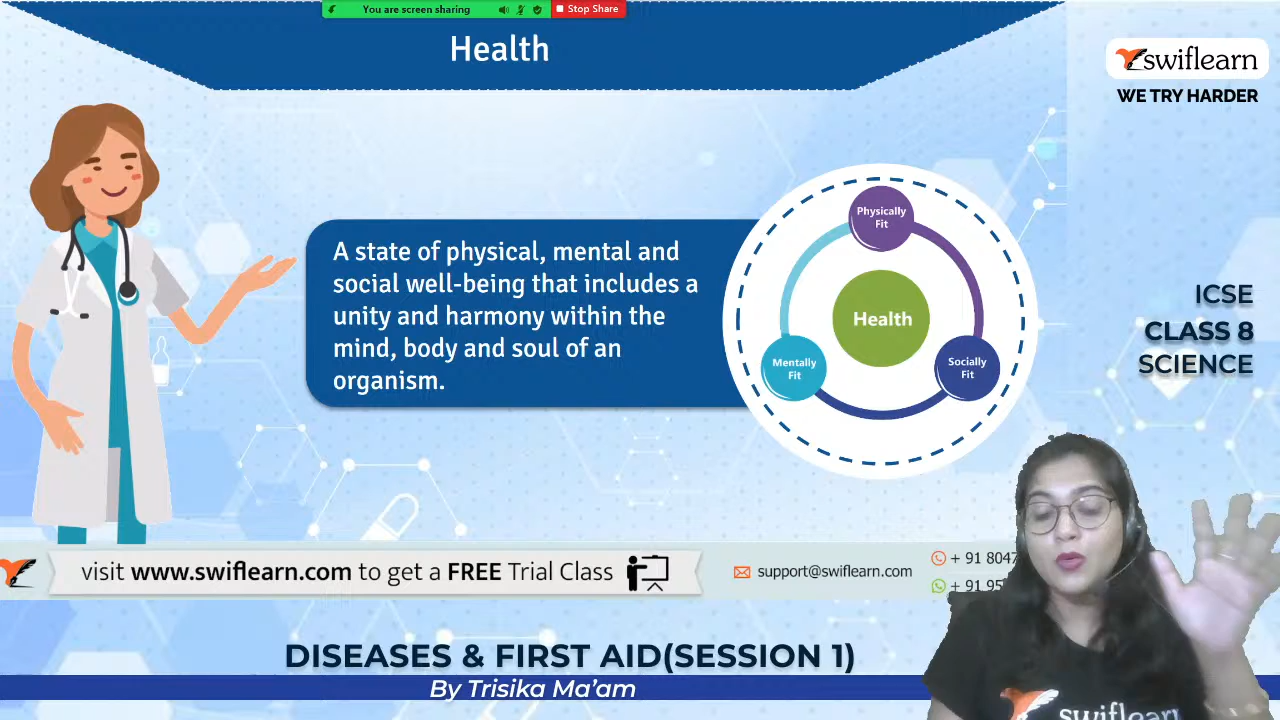 You are screen sharing
Stop Share
Health
swiflearn
WE TRY HARDER
A state of physical, mental and
social well-being that includes a
unity and harmony within the
mind, body and soul of an
organism.
Physically
Fit
Health
Mentally
Fit
Socially
Fit
ICSE
CLASS 8
SCIENCE
visit www.swiflearn.com to get a FREE Trial Class
support@swiflearn.com
+ 91 8047
+ 91 95
DISEASES & FIRST AID(SESSION 1)
By Trisika Ma'am
swiflearn